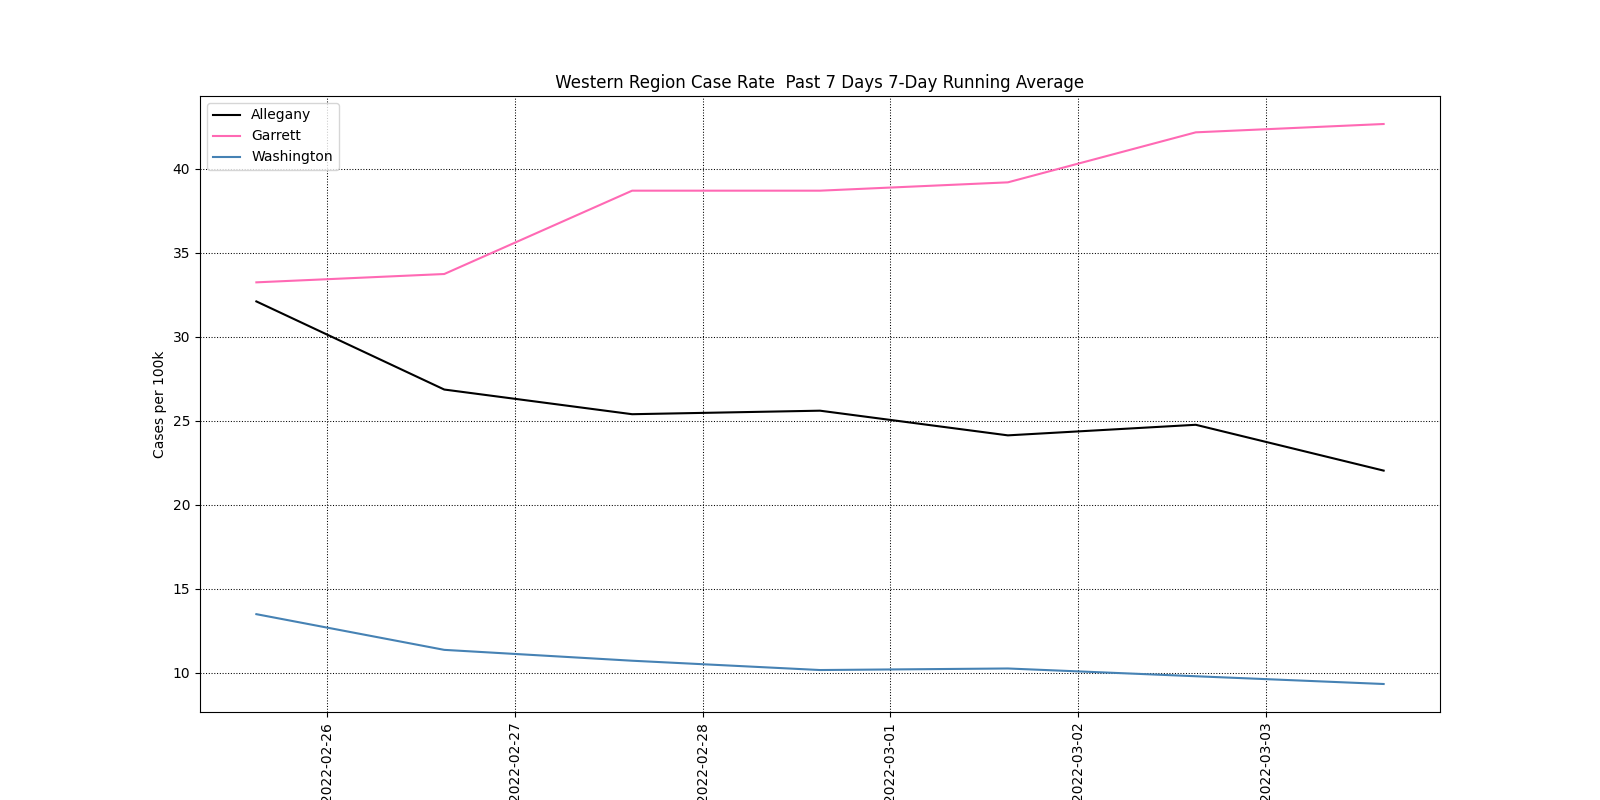 Western Region Case Rate  Past 7 Days 7-Day Running Average
Allegany
Garrett
Washington
40
35
30
25
20
15
10
Cases per 100k
2022-02-26
2022-02-27
2022-02-28
2022-03-01
2022-03-02
2022-03-03